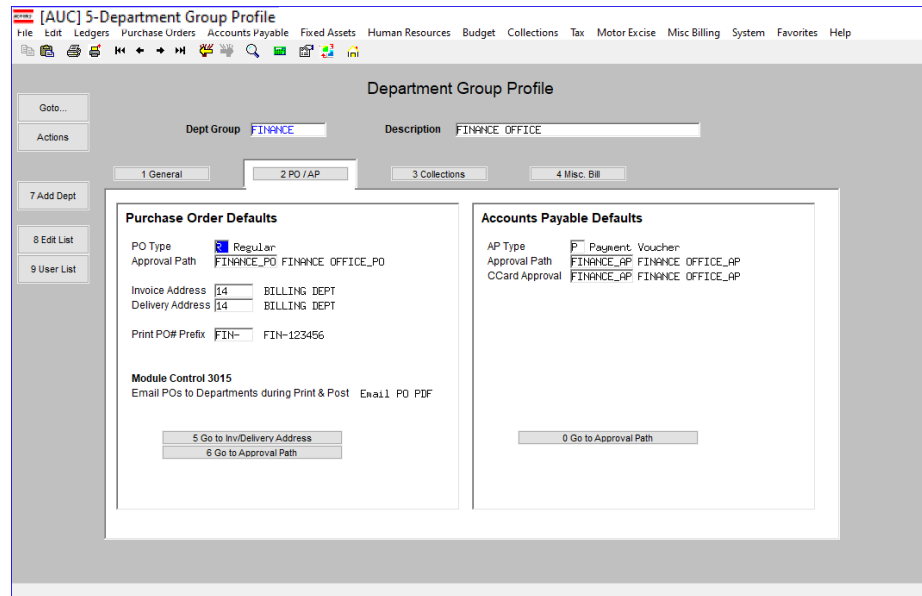 [AUC] 5-Department Group Profile
File Edit Ledgers Purchase Orders Accounts Payable Fixed Assets Human Resources Budget Collections Tax Motor Excise Misc Billing System Favorites Help
Department Group Profile
Goto...
Actions
Dept Group FINANCE Description FINANCE OFFICE
1 General 2 PO / AP 3 Collections 4 Misc. Bill
7 Add Dept
8 Edit List
9 User List
Purchase Order Defaults
PO Type R Regular
Approval Path FINANCE_PO FINANCE OFFICE_PO
Invoice Address 14 BILLING DEPT
Delivery Address 14 BILLING DEPT
Print PO# Prefix FIN- FIN-123456
Module Control 3015
Email POs to Departments during Print & Post Email PO PDF
5 Go to Inv/Delivery Address
6 Go to Approval Path
Accounts Payable Defaults
AP Type P Payment Voucher
Approval Path FINANCE_AP FINANCE OFFICE_AP
CCard Approval FINANCE_AP FINANCE OFFICE_AP
0 Go to Approval Path